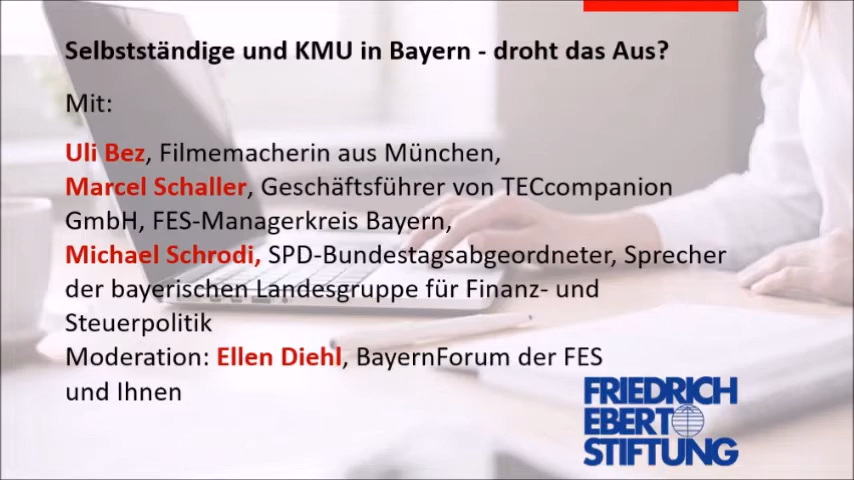 Selbstständige und KMU in Bayern - droht das Aus?
Mit:
Uli Bez, Filmemacherin aus München,
Marcel Schaller, Geschäftsführer von TECcompanion
GmbH, FES-Managerkreis Bayern,
Michael Schrodi, SPD-Bundestagsabgeordneter, Sprecher
der bayerischen Landesgruppe für Finanz- und
Steuerpolitik
Moderation: Ellen Diehl, BayernForum der FES
und Ihnen
FRIEDRICH
EBERT
STIFTUNG